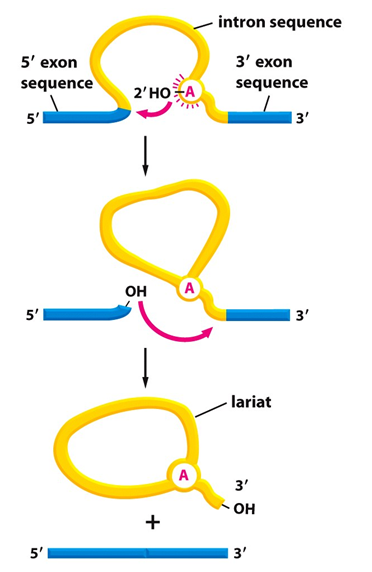 intron sequence
5′ exon
sequence
3′ exon
sequence
2′ HO
A
5′
3′
OH
A
5′
3′
lariat
A
3′
OH
+
5′
3′